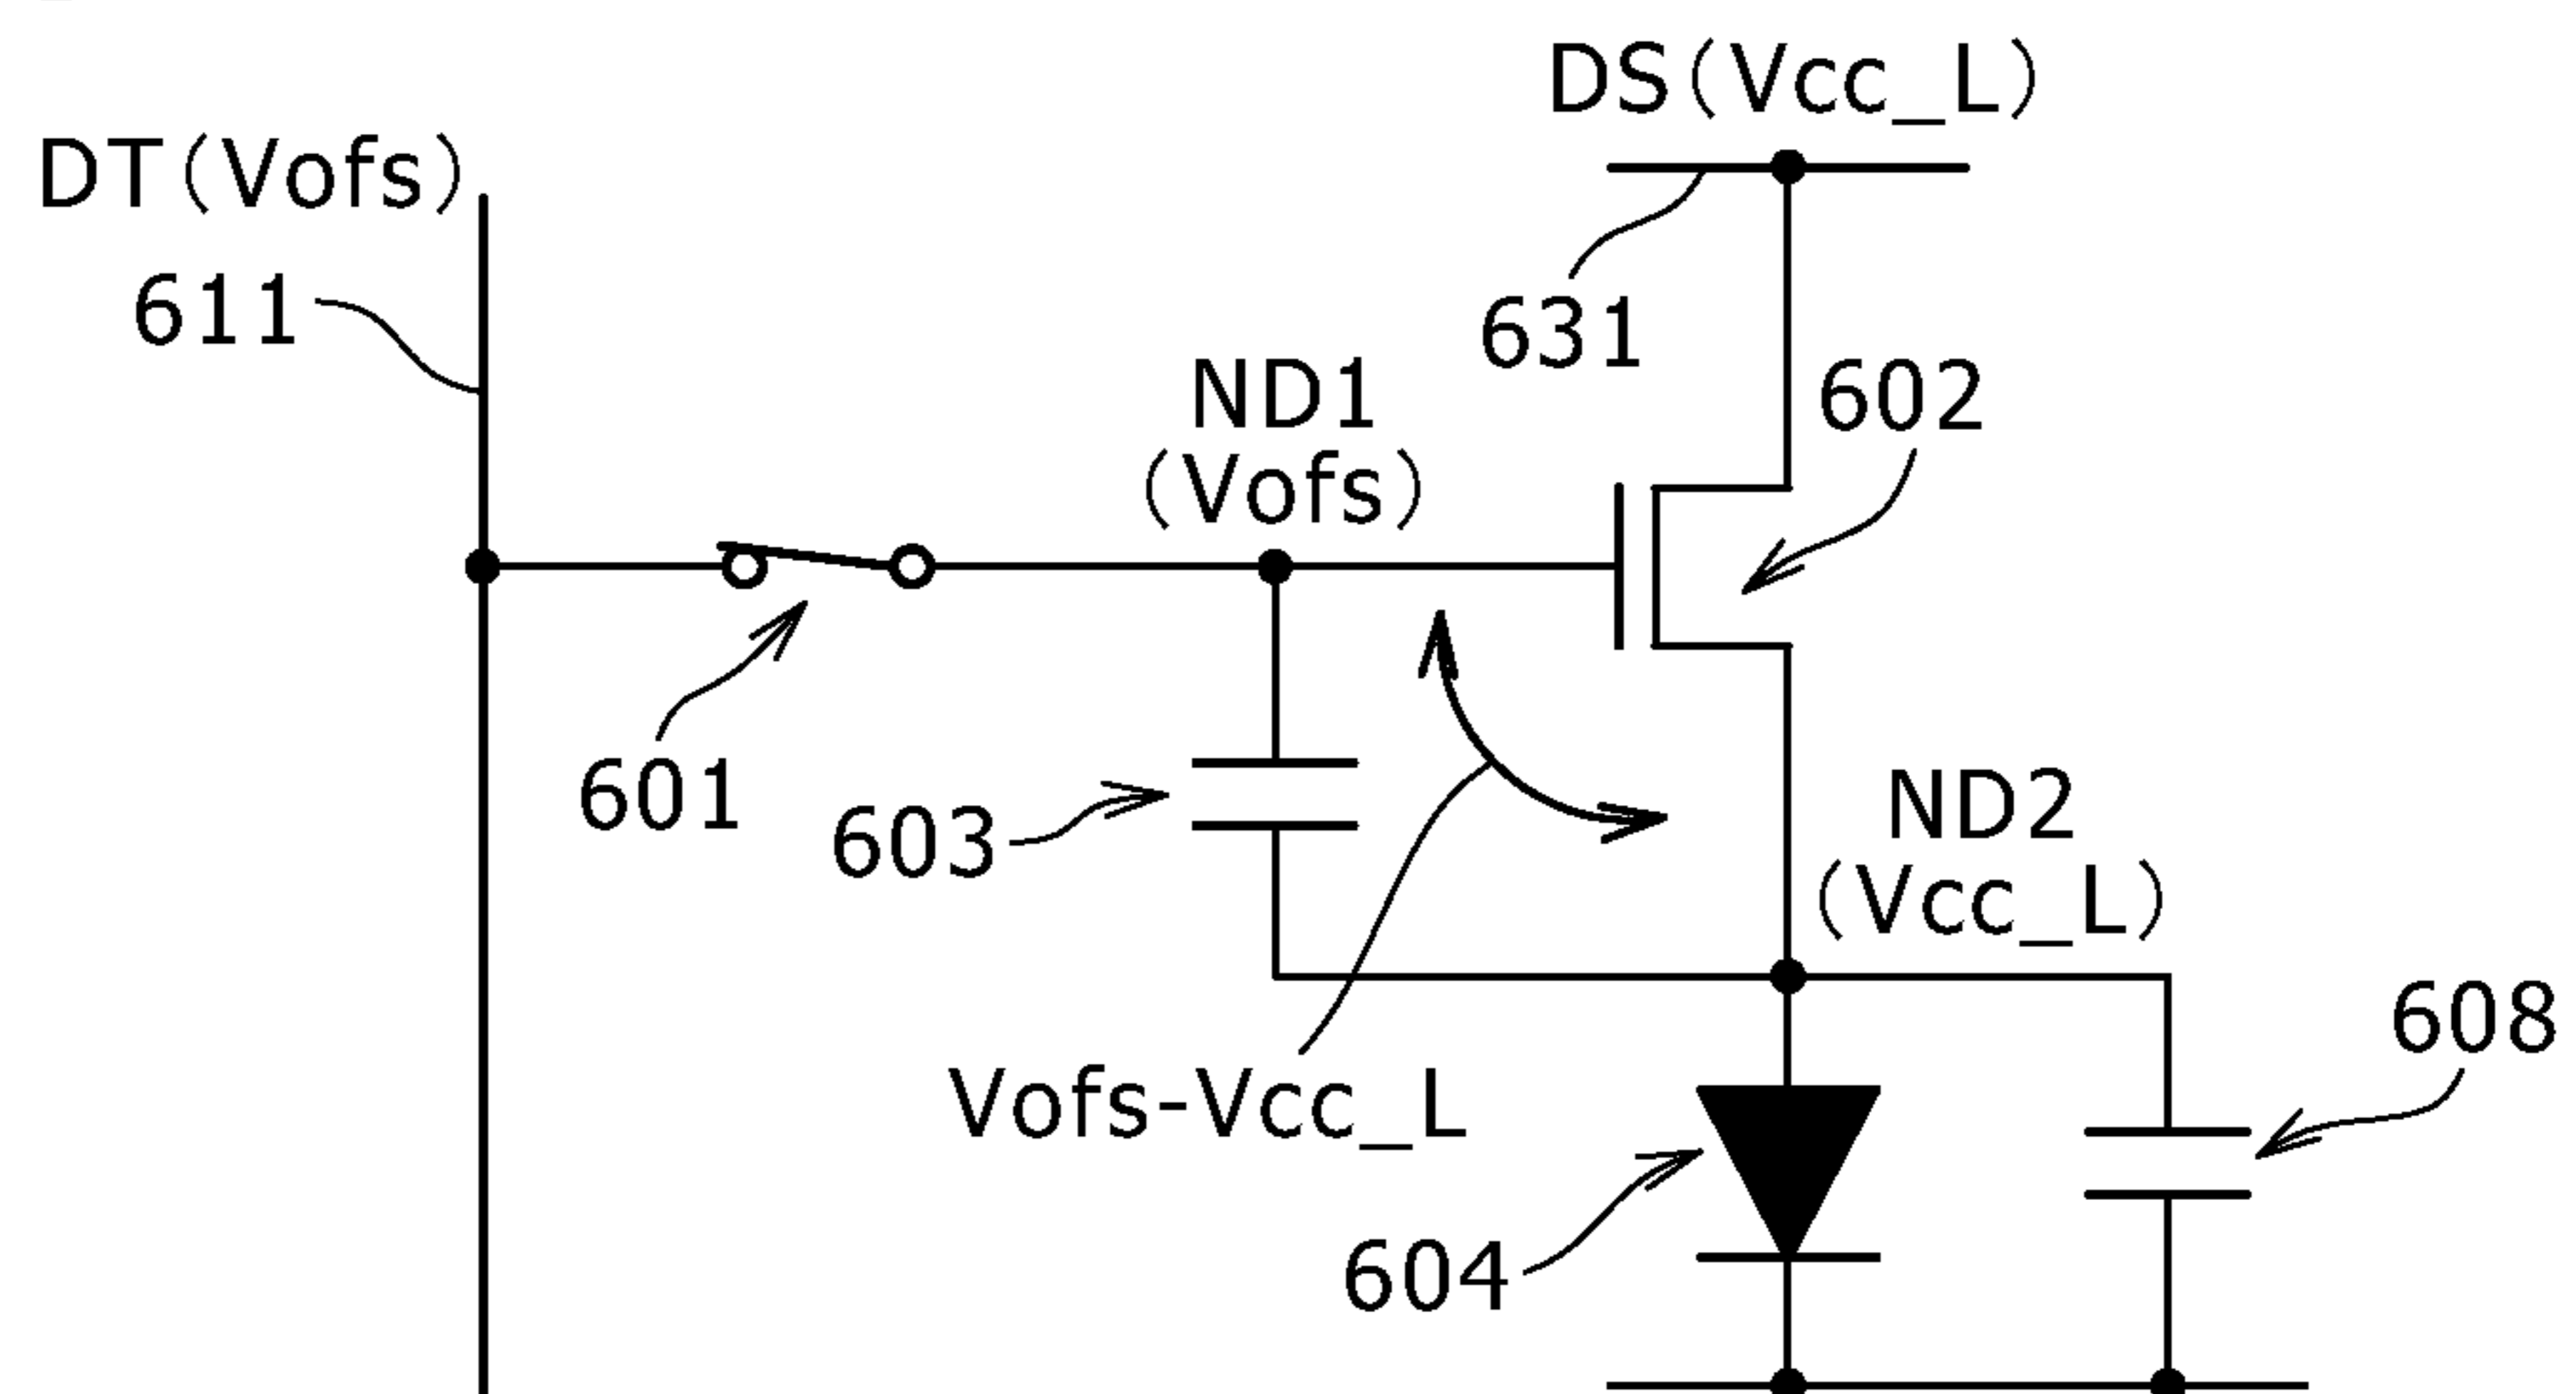 DS(Vcc_L)
DT(Vofs)
611
631
ND1
(Vofs)
602
601
603
ND2
(Vcc_L)
608
Vofs-Vcc_L
604